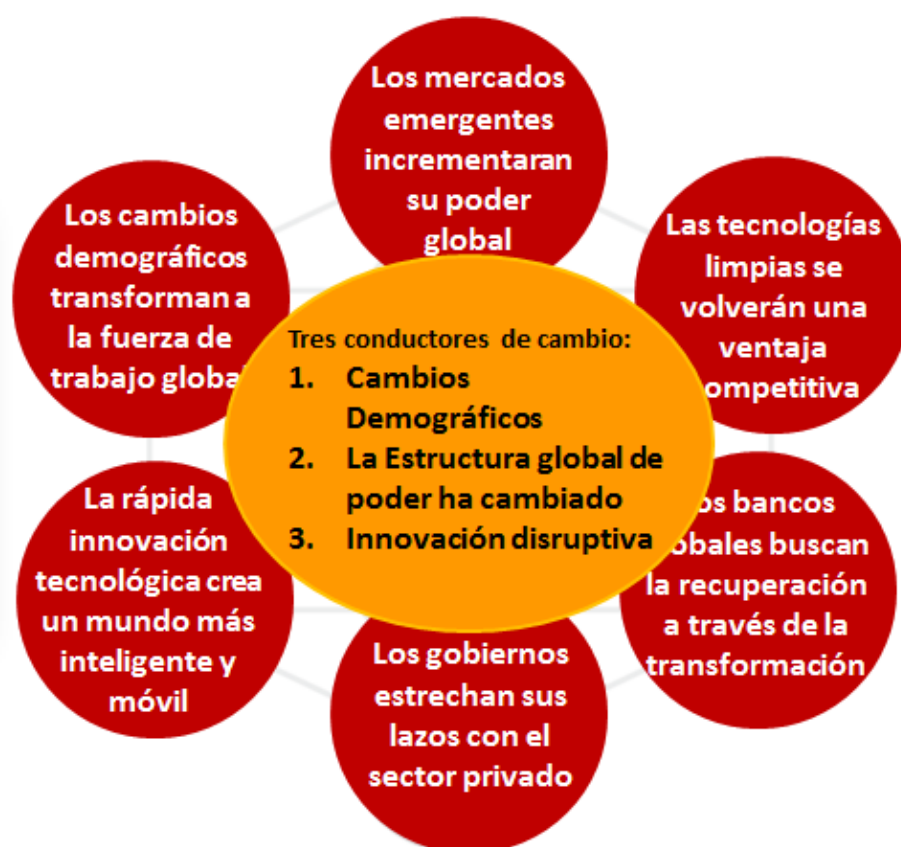 Los mercados
emergentes
incrementaran
su poder
global
Las tecnologías
limpias se
volverán una
ventaja
ompetitiva
os bancos
obales buscan
la recuperación
a través de la
transformación
Los gobiernos
estrechan sus
lazos con el
sector privado
La rápida
innovación
tecnológica crea
un mundo más
inteligente y
móvil
Los cambios
demográficos
transforman a
la fuerza de
trabajo global
Tres conductores de cambio:
1. Cambios
Demográficos
2. La Estructura global de
poder ha cambiado
3. Innovación disruptiva